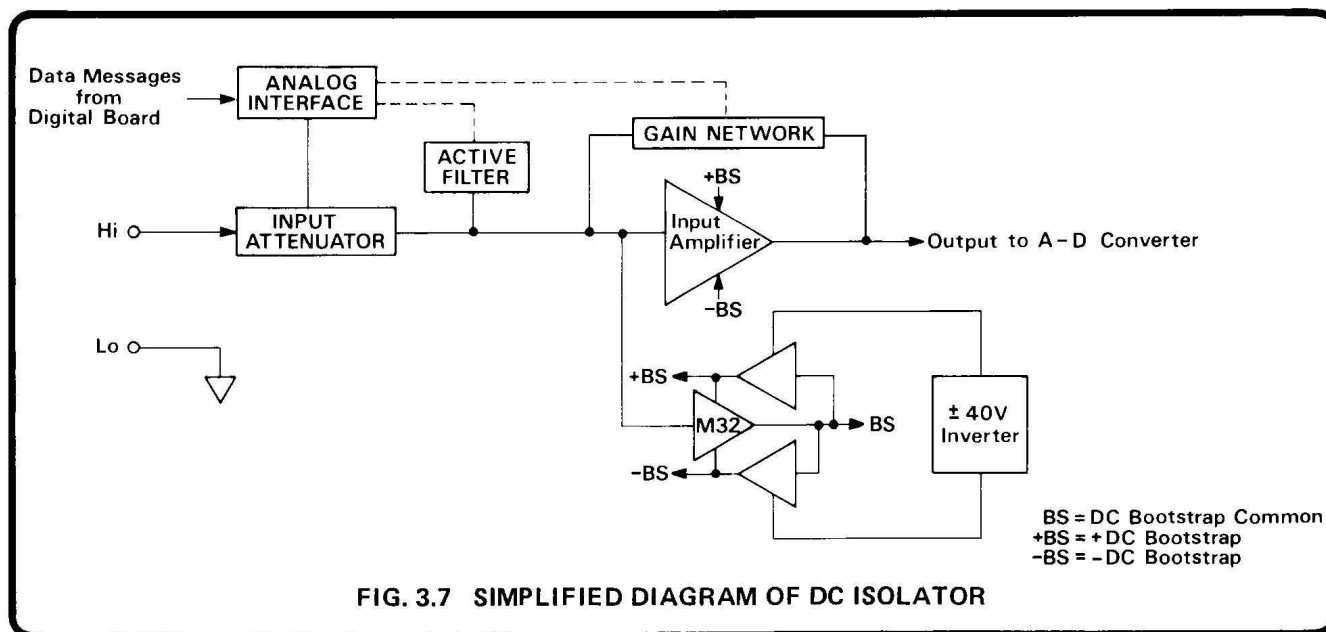 Data Messages
from
Digital Board
ANALOG
INTERFACE
GAIN NETWORK
ACTIVE
FILTER
+BS
Hi
INPUT
ATTENUATOR
Input
Amplifier
Output to A-D Converter
-BS
Lo
+BS
M32
BS
± 40V
Inverter
-BS
BS = DC Bootstrap Common
+BS = + DC Bootstrap
-BS = - DC Bootstrap
FIG. 3.7 SIMPLIFIED DIAGRAM OF DC ISOLATOR